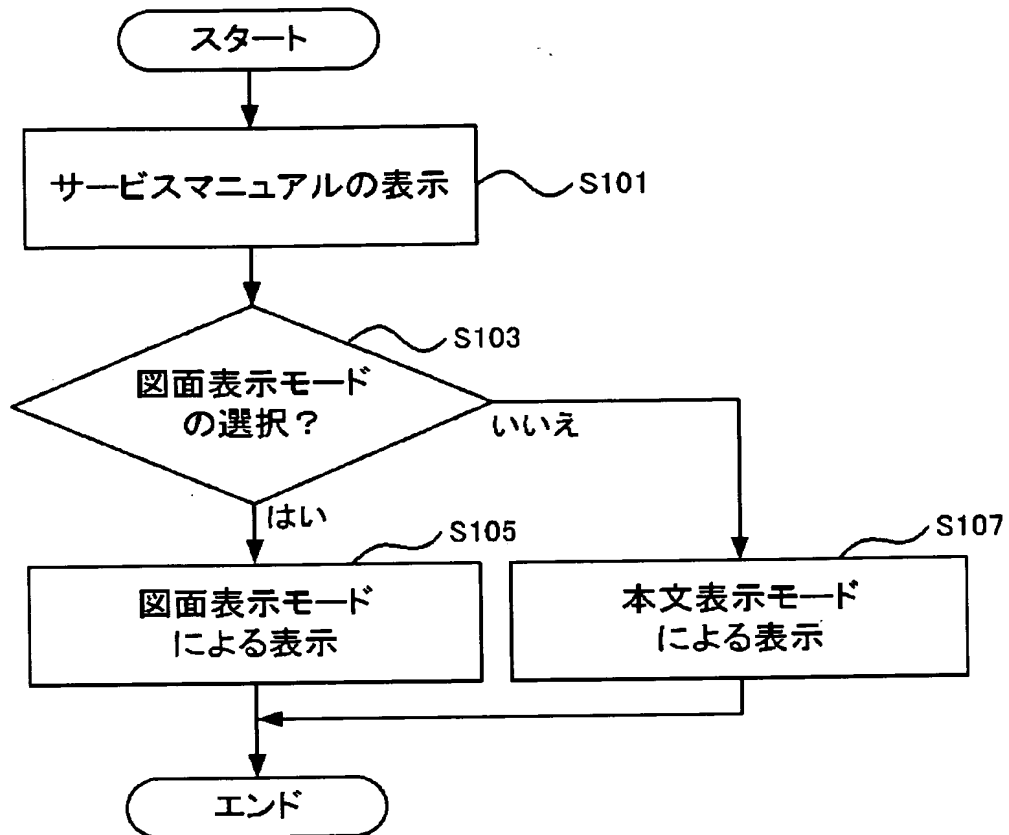 スタート
サービスマニュアルの表示
S101
S103
図面表示モード
の選択？
いいえ
はい
S105
S107
図面表示モード
による表示
本文表示モード
による表示
エンド